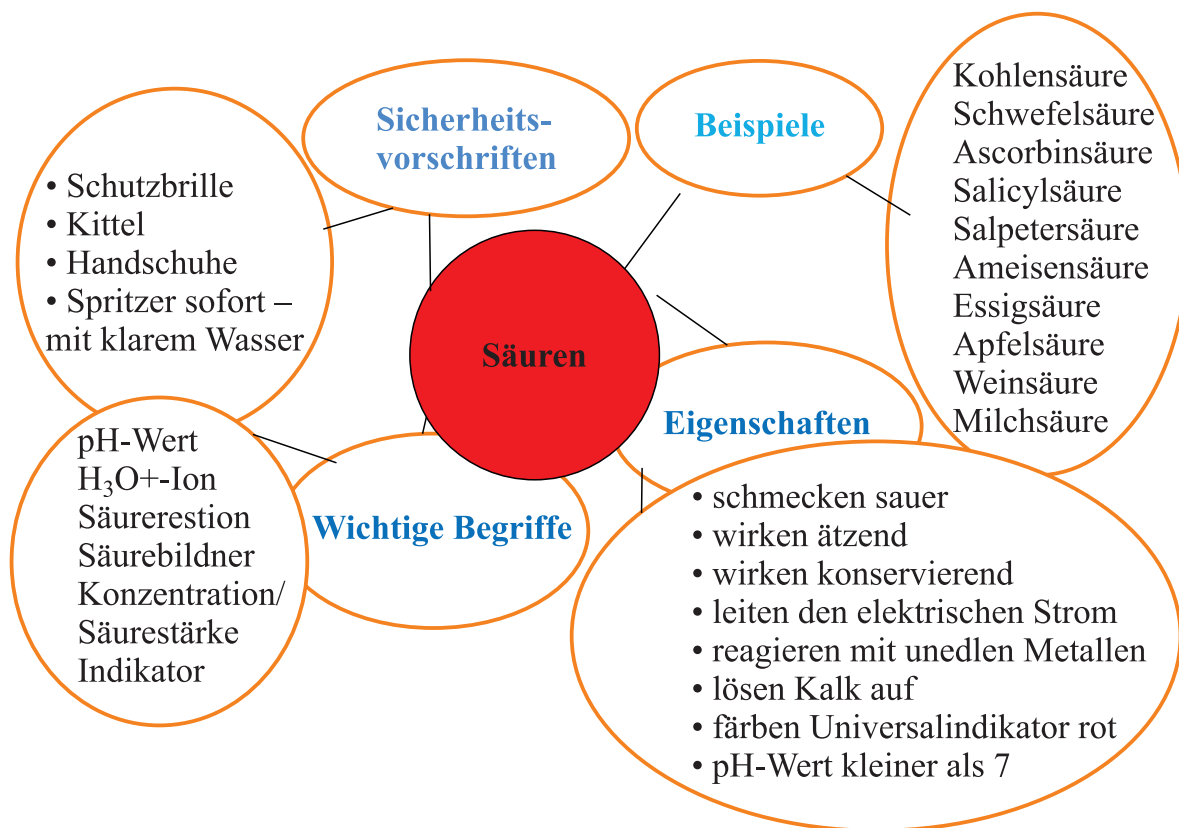 Sicherheits-
vorschriften
• Schutzbrille
• Kittel
• Handschuhe
• Spritzer sofort –
mit klarem Wasser
Beispiele
Kohlensäure
Schwefelsäure
Ascorbinsäure
Salicylsäure
Salpetersäure
Ameisensäure
Essigsäure
Apfelsäure
Weinsäure
Milchsäure
Säuren
Eigenschaften
• schmecken sauer
• wirken ätzend
• wirken konservierend
• leiten den elektrischen Strom
• reagieren mit unedlen Metallen
• lösen Kalk auf
• färben Universalindikator rot
• pH-Wert kleiner als 7
Wichtige Begriffe
pH-Wert
H₃O+-Ion
Säurerestion
Säurebildner
Konzentration/
Säurestärke
Indikator